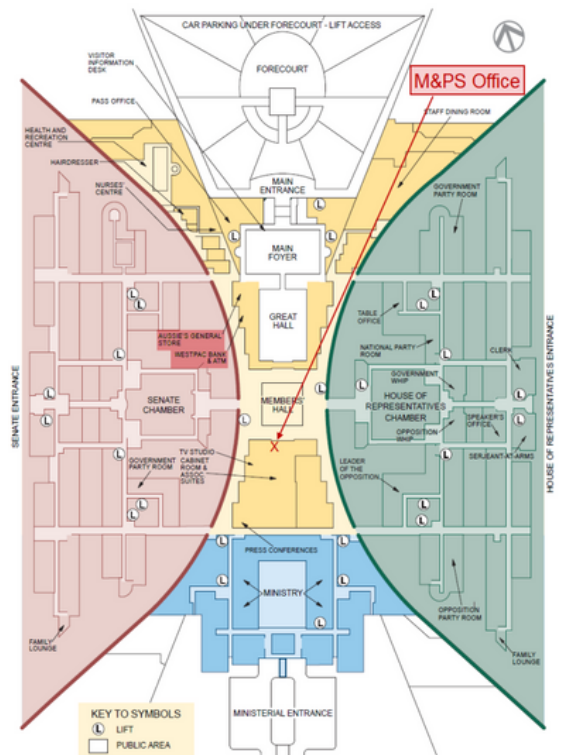 CAR PARKING UNDER FORECOURT - LIFT ACCESS
VISITOR
INFORMATION
DESK
FORECOURT
M&PS Office
PASS OFFICE
STAFF DINING ROOM
HEALTH AND
RECREATION
CENTRE
HAIRDRESSER
MAIN
ENTRANCE
NURSES'
CENTRE
GOVERNMENT
PARTY ROOM
L
L
L
MAIN
FOYER
L
L
L
L
L
TABLE
OFFICE
GREAT
HALL
AUSSIE'S GENERAL
STORE
WESTPAC BANK
& ATM
NATIONAL PARTY
ROOM
CLERK
L
L
GOVERNMENT
WHIP
SENATE ENTRANCE
HOUSE OF REPRESENTATIVES ENTRANCE
L
SENATE
CHAMBER
MEMBERS'
HALL
L
HOUSE OF
REPRESENTATIVES
CHAMBER
L
L
L
SPEAKER'S
OFFICE
OPPOSITION
WHIP
SERJEANT-AT-ARMS
L
L
X
L
L
TV STUDIO
CABINET
ROOM &
ASSOC
SUITES
GOVERNMENT
PARTY ROOM
LEADER
OF THE
OPPOSITION
L
L
L
L
PRESS CONFERENCES
L
L
MINISTRY
L
L
L
OPPOSITION
PARTY ROOM
FAMILY
LOUNGE
FAMILY
LOUNGE
MINISTERIAL ENTRANCE
KEY TO SYMBOLS
L LIFT
PUBLIC AREA